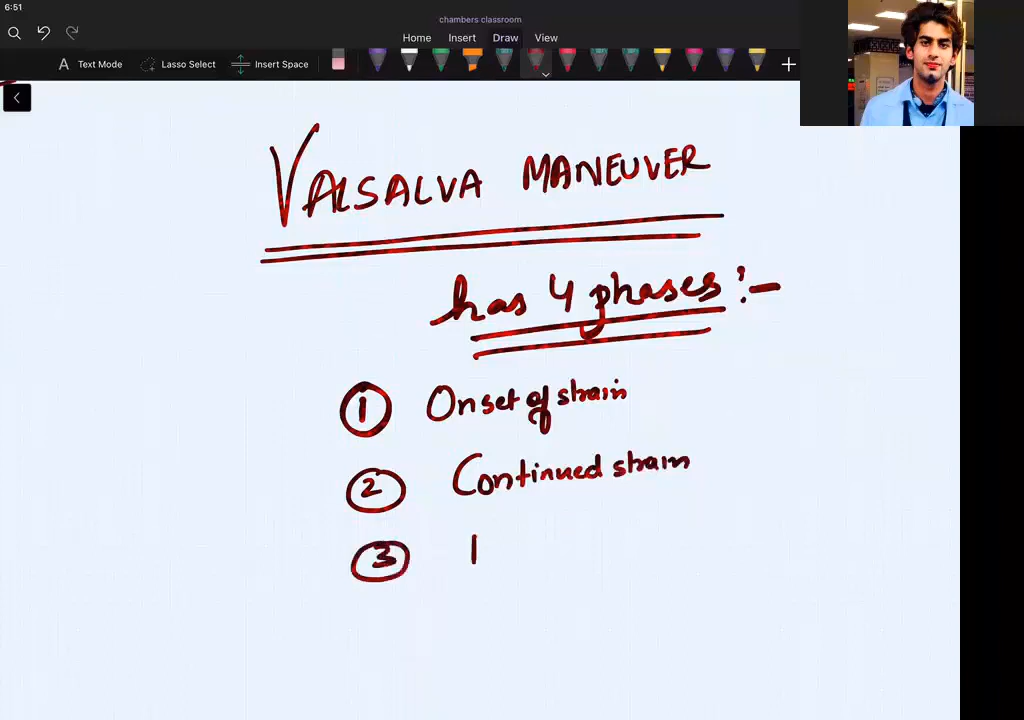 6:51
chambers classroom
Home Insert Draw View
Text Mode Lasso Select Insert Space
VALSALVA MANEUVER
has 4 phases :-
1 Onset of strain
2 Continued strain
3